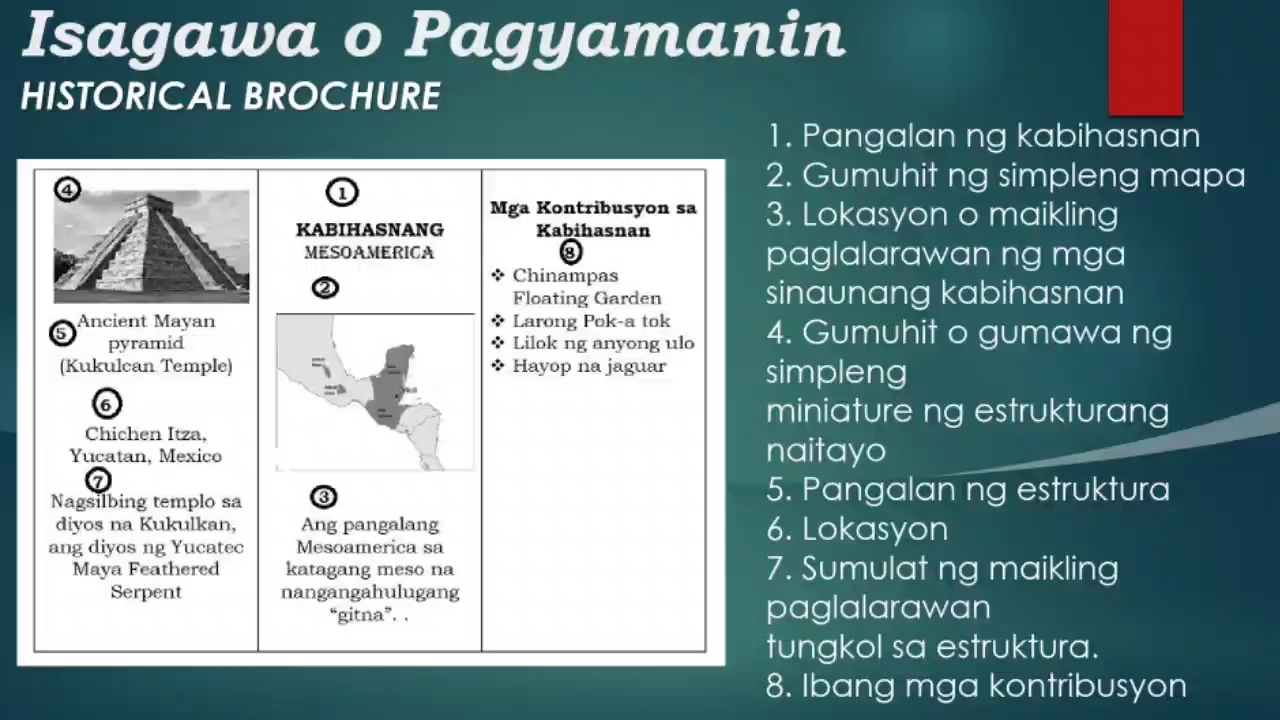 Isagawa o Pagyamanin
HISTORICAL BROCHURE
4
5
Ancient Mayan
pyramid
(Kukulcan Temple)
6
Chichen Itza,
Yucatan, Mexico
7
Nagsilbing templo sa
diyos na Kukulkan,
ang diyos ng Yucatec
Maya Feathered
Serpent
1
KABIHASNANG
MESOAMERICA
2
3
Ang pangalang
Mesoamerica sa
katagang meso na
nangangahulugang
“gitna”. .
Mga Kontribusyon sa
Kabihasnan
8
❖ Chinampas
Floating Garden
❖ Larong Pok-a tok
❖ Lilok ng anyong ulo
❖ Hayop na jaguar
1. Pangalan ng kabihasnan
2. Gumuhit ng simpleng mapa
3. Lokasyon o maikling
paglalarawan ng mga
sinaunang kabihasnan
4. Gumuhit o gumawa ng
simpleng
miniature ng estrukturang
naitayo
5. Pangalan ng estruktura
6. Lokasyon
7. Sumulat ng maikling
paglalarawan
tungkol sa estruktura.
8. Ibang mga kontribusyon